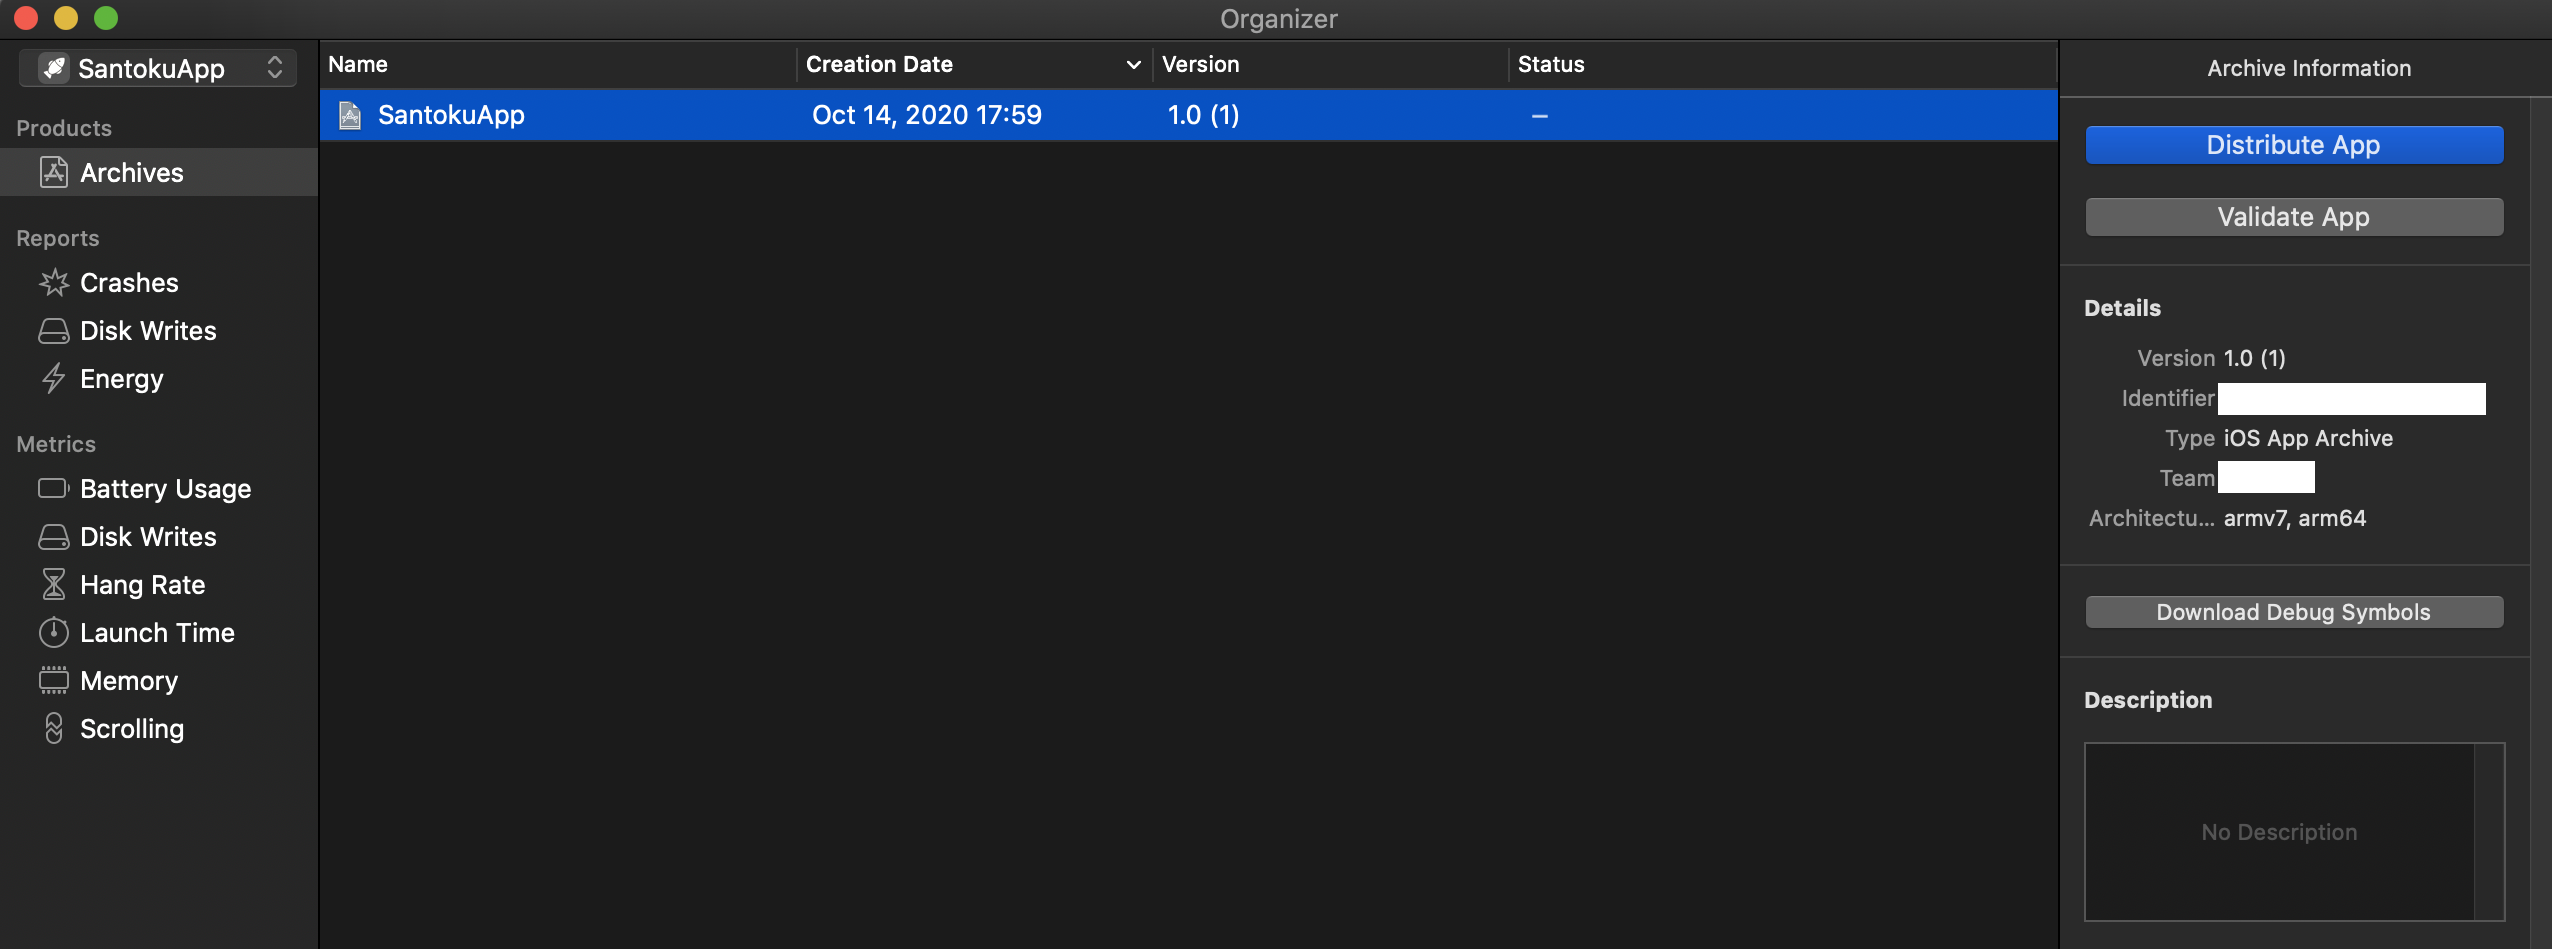 Organizer
SantokuApp
Products
Archives
Reports
Crashes
Disk Writes
Energy
Metrics
Battery Usage
Disk Writes
Hang Rate
Launch Time
Memory
Scrolling
Name Creation Date Version Status
SantokuApp Oct 14, 2020 17:59 1.0 (1) –
Archive Information
Distribute App
Validate App
Details
Version 1.0 (1)
Identifier
Type iOS App Archive
Team
Architectu... armv7, arm64
Download Debug Symbols
Description
No Description